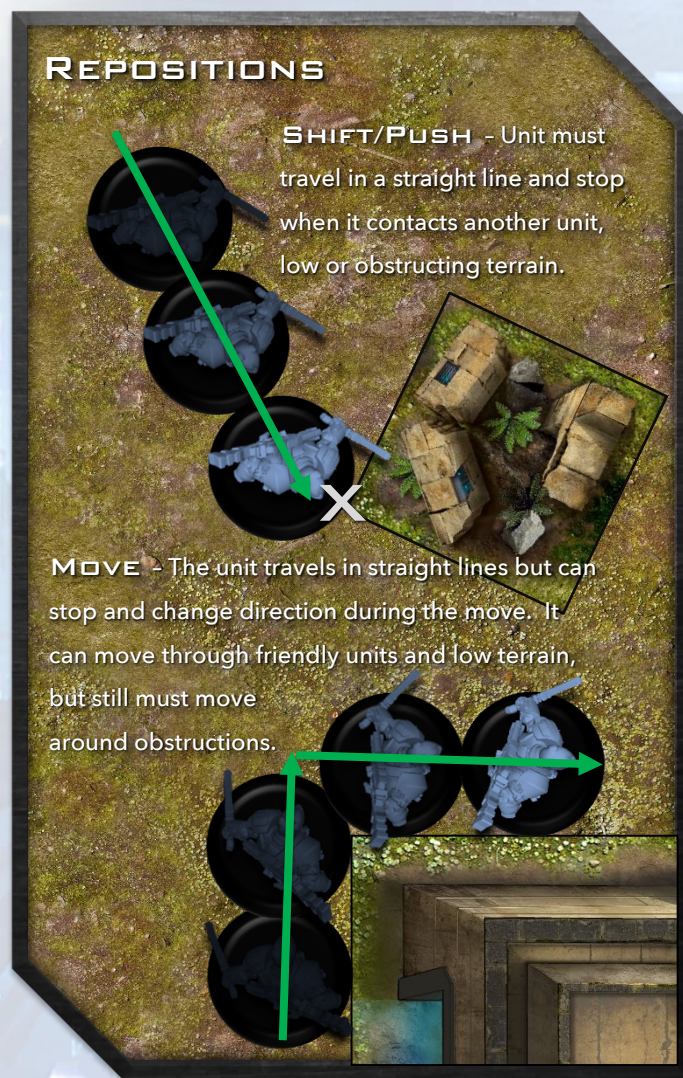 REPOSITIONS
SHIFT/PUSH – Unit must
travel in a straight line and stop
when it contacts another unit,
low or obstructing terrain.
X
MOVE – The unit travels in straight lines but can
stop and change direction during the move. It
can move through friendly units and low terrain,
but still must move
around obstructions.